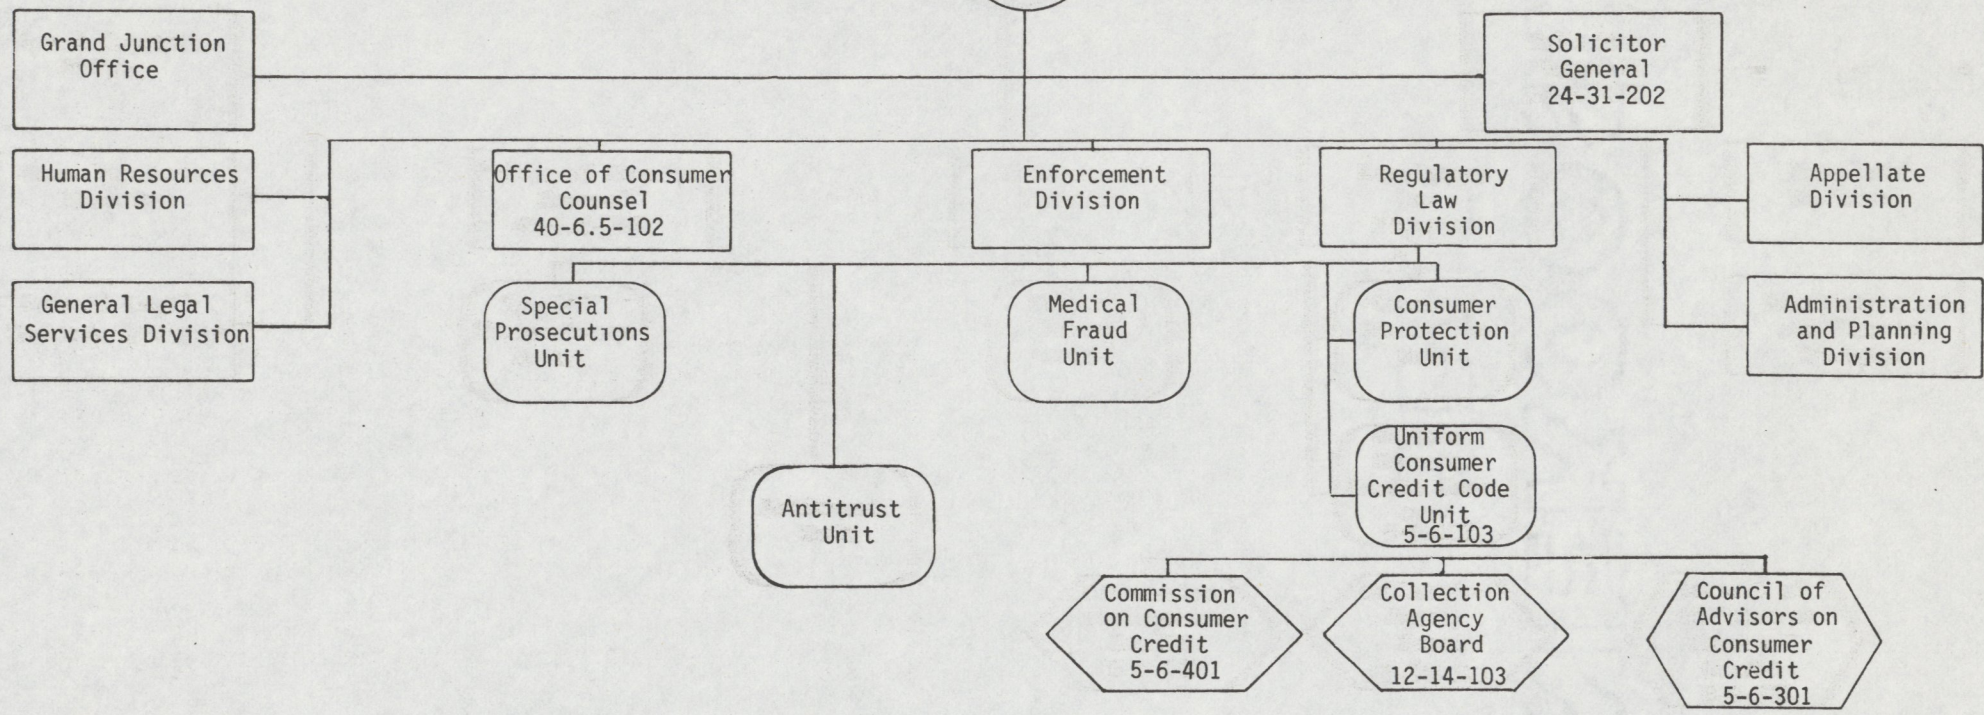 Grand Junction
Office
Solicitor
General
24-31-202
Human Resources
Division
Office of Consumer
Counsel
40-6.5-102
Enforcement
Division
Regulatory
Law
Division
Appellate
Division
General Legal
Services Division
Special
Prosecutions
Unit
Medical
Fraud
Unit
Consumer
Protection
Unit
Administration
and Planning
Division
Antitrust
Unit
Uniform
Consumer
Credit Code
Unit
5-6-103
Commission
on Consumer
Credit
5-6-401
Collection
Agency
Board
12-14-103
Council of
Advisors on
Consumer
Credit
5-6-301